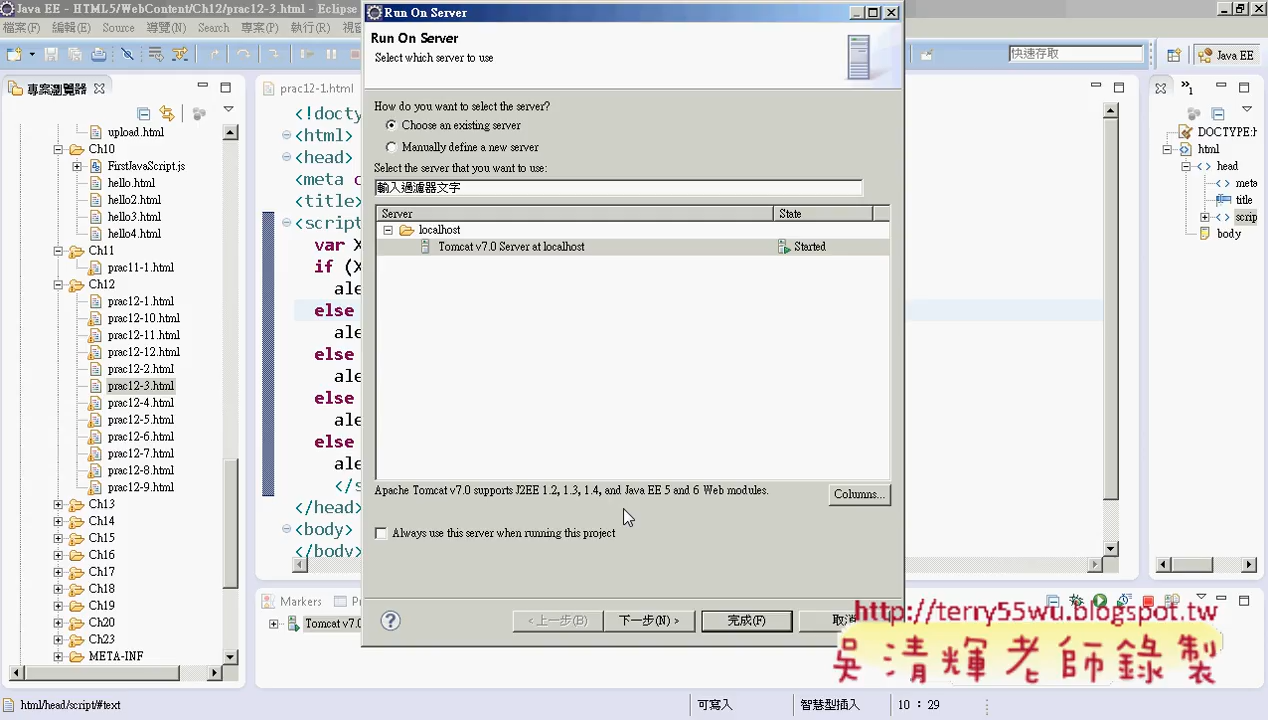 Java EE - HTML5/WebContent/Ch12/prac12-3.html - Eclipse
檔案(F) 編輯(E) Source 導覽(N) Search 專案(P) 執行(R)
快速存取
Java EE
專案瀏覽器
upload.html
Ch10
FirstJavaScript.js
hello.html
hello2.html
hello3.html
hello4.html
Ch11
prac11-1.html
Ch12
prac12-1.html
prac12-10.html
prac12-11.html
prac12-12.html
prac12-2.html
prac12-3.html
prac12-4.html
prac12-5.html
prac12-6.html
prac12-7.html
prac12-8.html
prac12-9.html
Ch13
Ch14
Ch15
Ch16
Ch17
Ch18
Ch19
Ch20
Ch23
META-INF
prac12-1.html
<!docty
<html>
<head>
<meta c
<title>
<script
var X
if (X
ale
else
ale
else
ale
else
ale
else
ale
</s
</head>
<body>
</body>
Run On Server
Run On Server
Select which server to use
How do you want to select the server?
Choose an existing server
Manually define a new server
Select the server that you want to use:
輸入過濾器文字
Server State
localhost
Tomcat v7.0 Server at localhost Started
Apache Tomcat v7.0 supports J2EE 1.2, 1.3, 1.4, and Java EE 5 and 6 Web modules.
Columns...
Always use this server when running this project
< 上一步(B) 下一步(N) > 完成(F) 取消
DOCTYPE:h
html
head
meta
title
scrip
body
Markers
Tomcat v7.0
http://terry55wu.blogspot.tw
吳清輝老師錄製
html/head/script/#text 可寫入 智慧型插入 10 : 29